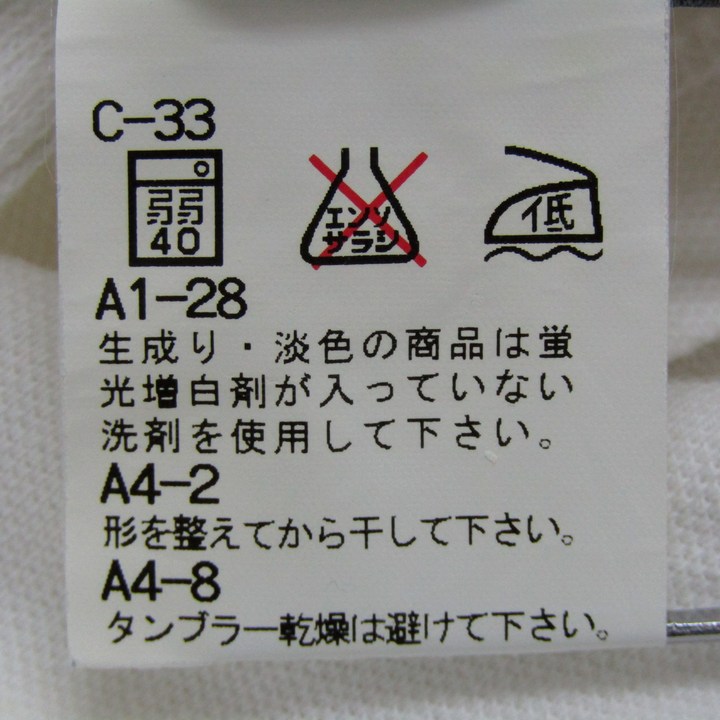 C-33
弱
40
エンソ
サラシ
低
A1-28
生成り・淡色の商品は蛍
光増白剤が入っていない
洗剤を使用して下さい。
A4-2
形を整えてから干して下さい。
A4-8
タンブラー乾燥は避けて下さい。